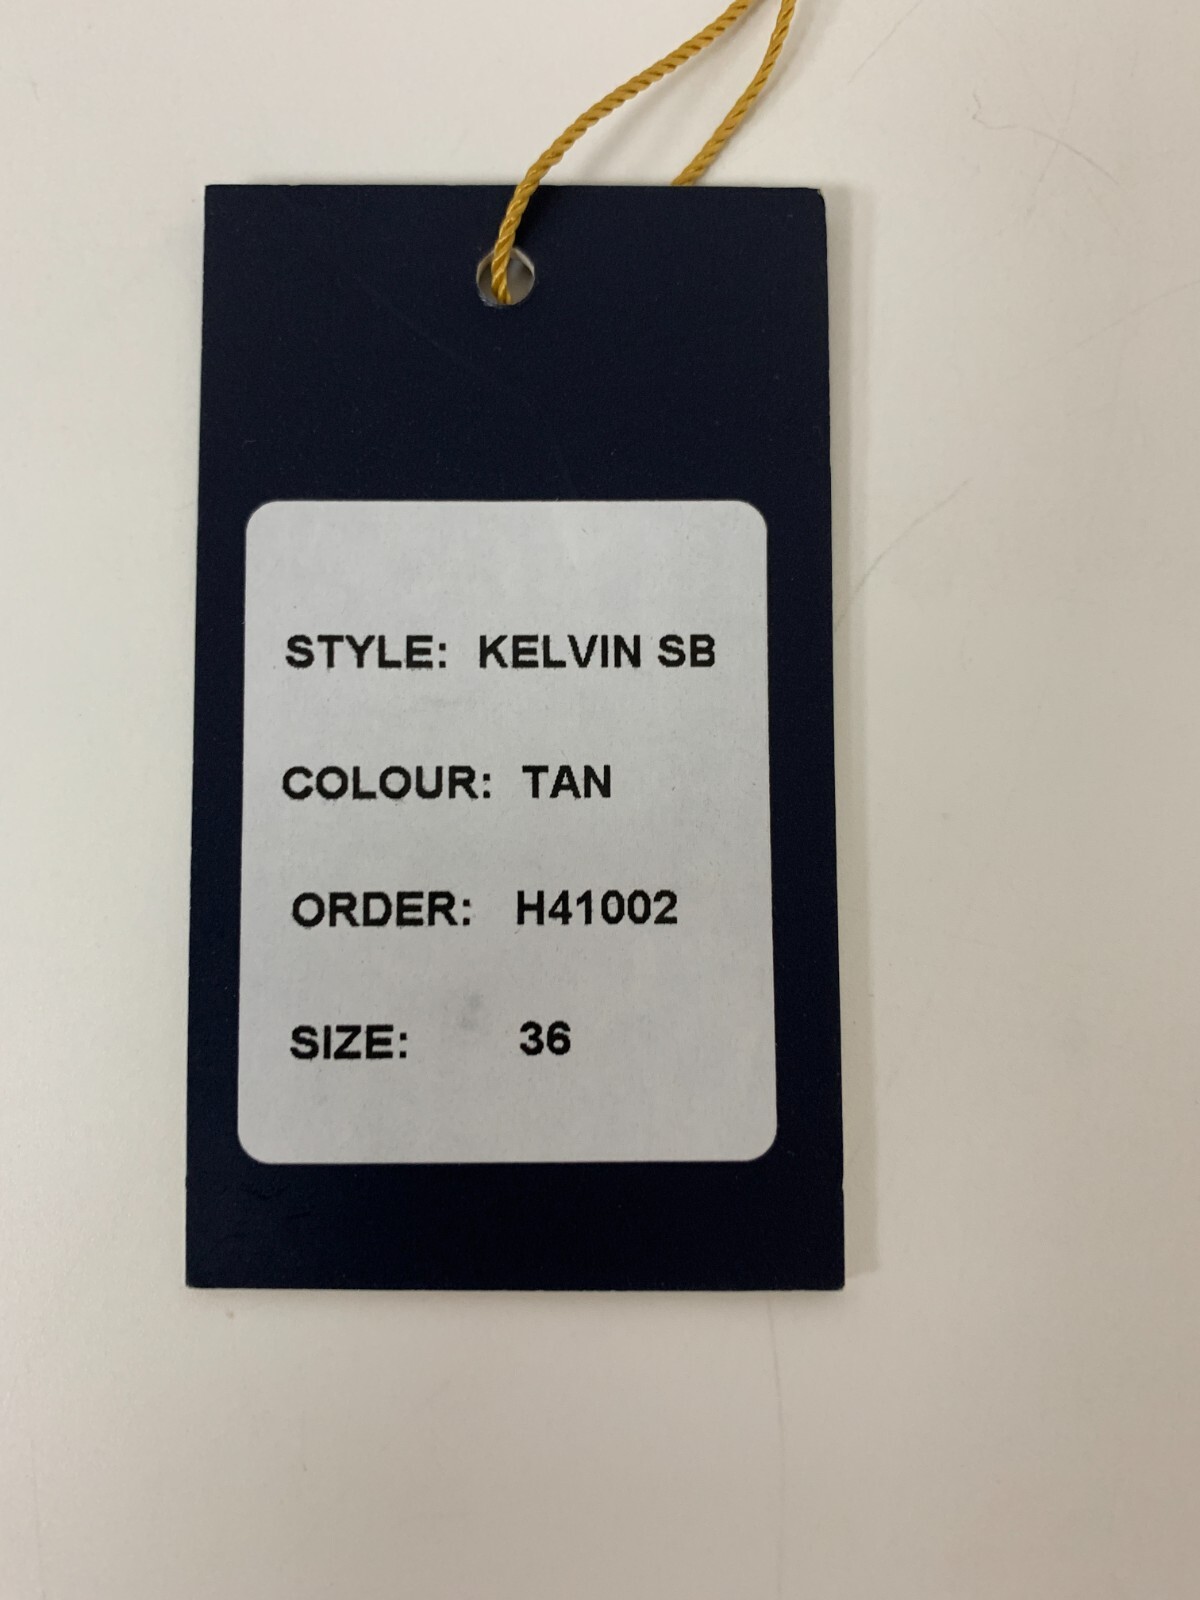 STYLE: KELVIN SB
COLOUR: TAN
ORDER: H41002
SIZE: 36